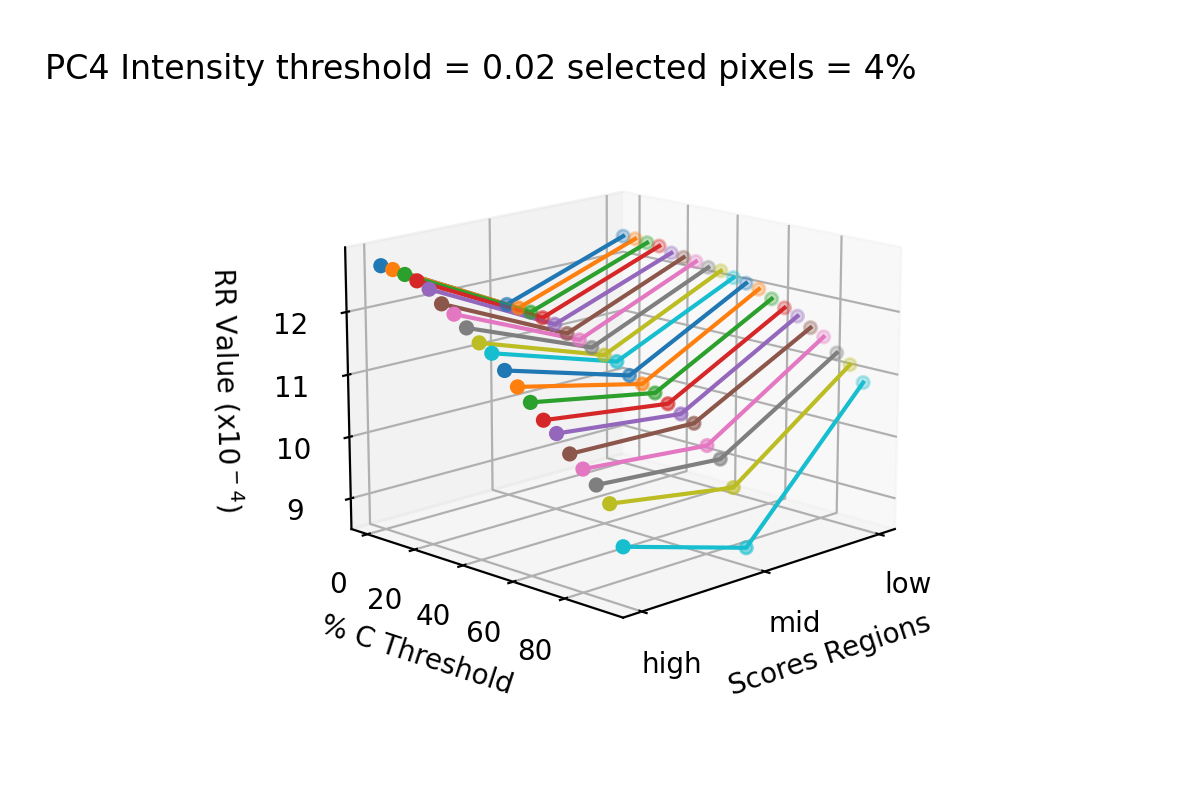 PC4 Intensity threshold = 0.02 selected pixels = 4%
RR Value (x10⁻⁴)
12
11
10
9
0
20
40
60
80
% C Threshold
high
mid
low
Scores Regions